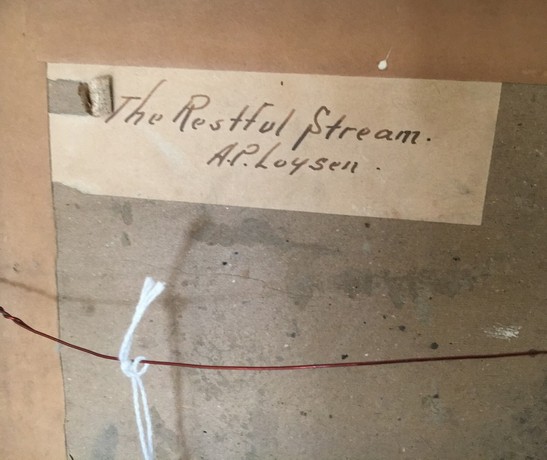 The Restful Stream.
A.P. Loysen.